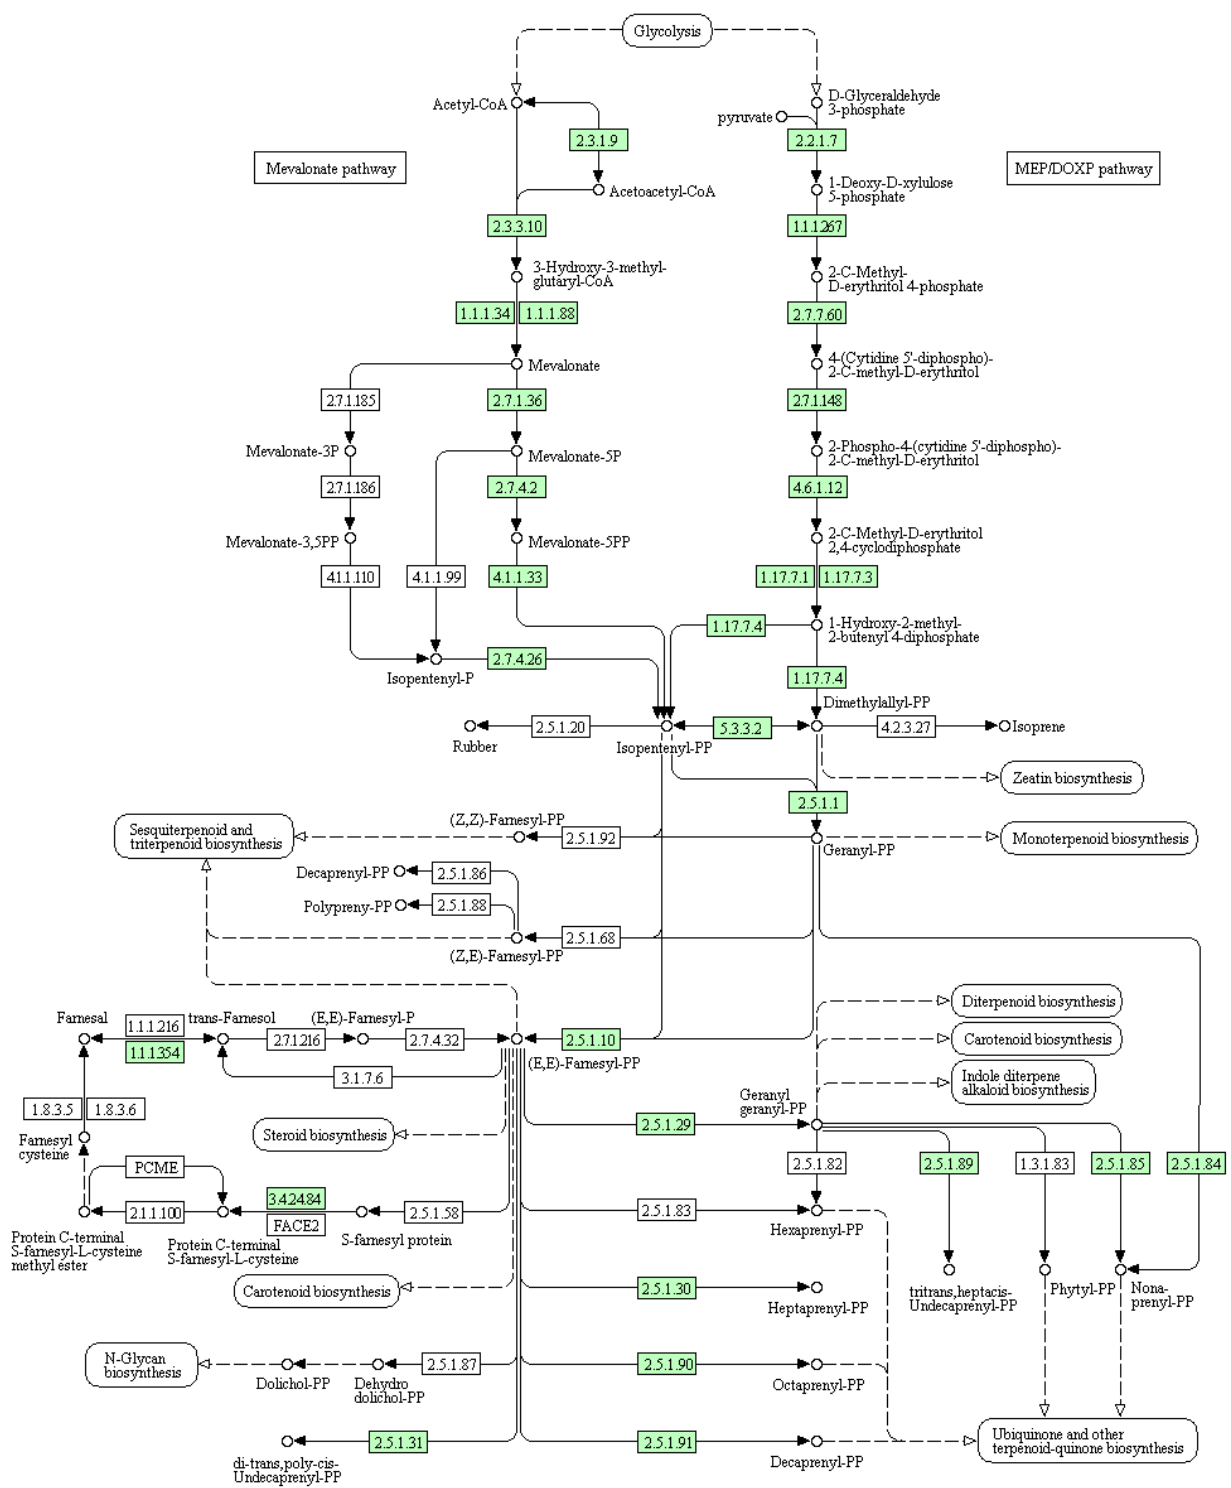 Glycolysis
Acetyl-CoA
D-Glyceraldehyde
3-phosphate
pyruvate
2.3.1.9
2.2.1.7
Mevalonate pathway
MEP/DOXP pathway
Acetoacetyl-CoA
1-Deoxy-D-xylulose
5-phosphate
2.3.3.10
1.1.1.267
3-Hydroxy-3-methyl-
glutaryl-CoA
2-C-Methyl-
D-erythritol 4-phosphate
1.1.1.34
1.1.1.88
2.7.7.60
Mevalonate
4-(Cytidine 5'-diphospho)-
2-C-methyl-D-erythritol
2.7.1.185
2.7.1.36
2.7.1.148
Mevalonate-3P
Mevalonate-5P
2-Phospho-4-(cytidine 5'-diphospho)-
2-C-methyl-D-erythritol
2.7.1.186
2.7.4.2
4.6.1.12
Mevalonate-3,5PP
Mevalonate-5PP
2-C-Methyl-D-erythritol
2,4-cyclodiphosphate
4.1.1.110
4.1.1.99
4.1.1.33
1.17.7.1
1.17.7.3
1.17.7.4
1-Hydroxy-2-methyl-
2-butenyl 4-diphosphate
2.7.4.26
Isopentenyl-P
1.17.7.4
Dimethylallyl-PP
2.5.1.20
5.3.3.2
4.2.3.27
Isoprene
Rubber
Isopentenyl-PP
Zeatin biosynthesis
2.5.1.1
(Z,Z)-Farnesyl-PP
Sesquiterpenoid and
triterpenoid biosynthesis
2.5.1.92
Geranyl-PP
Monoterpenoid biosynthesis
Decaprenyl-PP
2.5.1.86
Polypreny-PP
2.5.1.88
2.5.1.68
(Z,E)-Farnesyl-PP
Diterpenoid biosynthesis
Farnesal
1.1.1.216
trans-Farnesol
(E,E)-Farnesyl-P
2.7.1.216
2.7.4.32
2.5.1.10
Carotenoid biosynthesis
1.1.1.354
(E,E)-Farnesyl-PP
3.1.7.6
Indole diterpene
alkaloid biosynthesis
1.8.3.5
1.8.3.6
Geranyl
geranyl-PP
2.5.1.29
Farnesyl
cysteine
Steroid biosynthesis
PCME
2.5.1.82
2.5.1.89
1.3.1.83
2.5.1.85
2.5.1.84
3.4.24.84
2.1.1.100
FACE2
2.5.1.58
2.5.1.83
Hexaprenyl-PP
Protein C-terminal
S-farnesyl-L-cysteine
methyl ester
Protein C-terminal
S-farnesyl-L-cysteine
S-farnesyl protein
Carotenoid biosynthesis
2.5.1.30
Heptaprenyl-PP
tritrans,heptacis-
Undecaprenyl-PP
Phytyl-PP
Nona-
prenyl-PP
N-Glycan
biosynthesis
2.5.1.87
2.5.1.90
Dolichol-PP
Dehydro
dolichol-PP
Octaprenyl-PP
2.5.1.31
2.5.1.91
Ubiquinone and other
terpenoid-quinone biosynthesis
di-trans,poly-cis-
Undecaprenyl-PP
Decaprenyl-PP